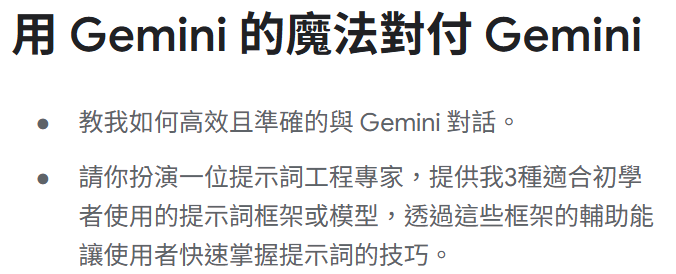 用 Gemini 的魔法對付 Gemini
● 教我如何高效且準確的與 Gemini 對話。
● 請你扮演一位提示詞工程專家，提供我3種適合初學
者使用的提示詞框架或模型，透過這些框架的輔助能
讓使用者快速掌握提示詞的技巧。